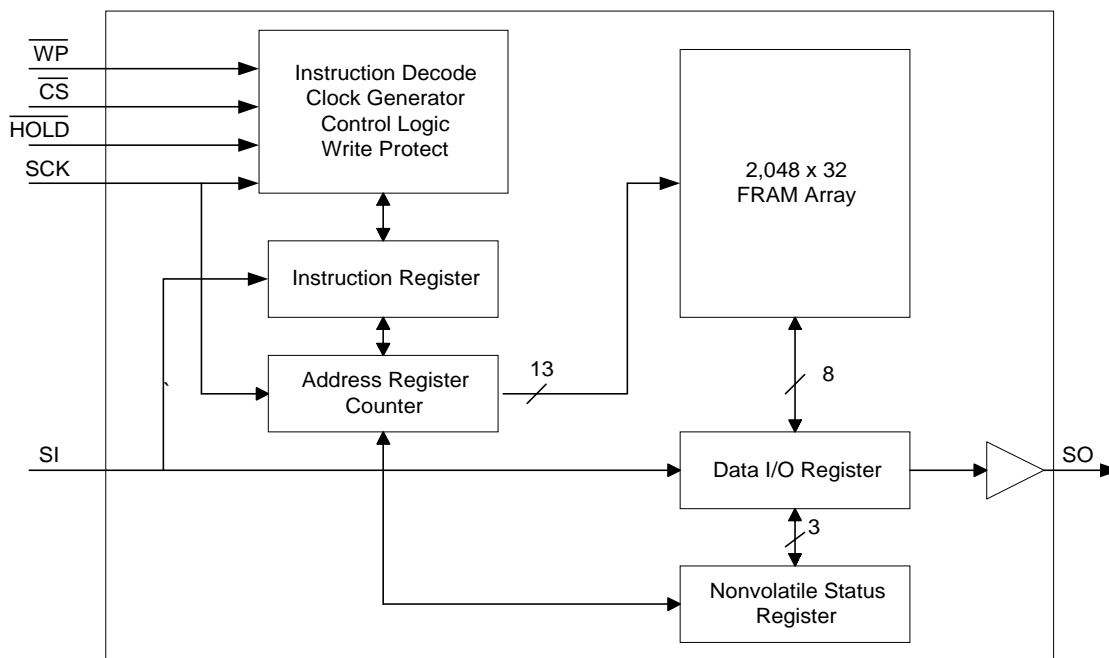 WP
CS
HOLD
SCK
Instruction Decode
Clock Generator
Control Logic
Write Protect
2,048 x 32
FRAM Array
Instruction Register
Address Register
Counter
13
`
8
SI
Data I/O Register
SO
3
Nonvolatile Status
Register